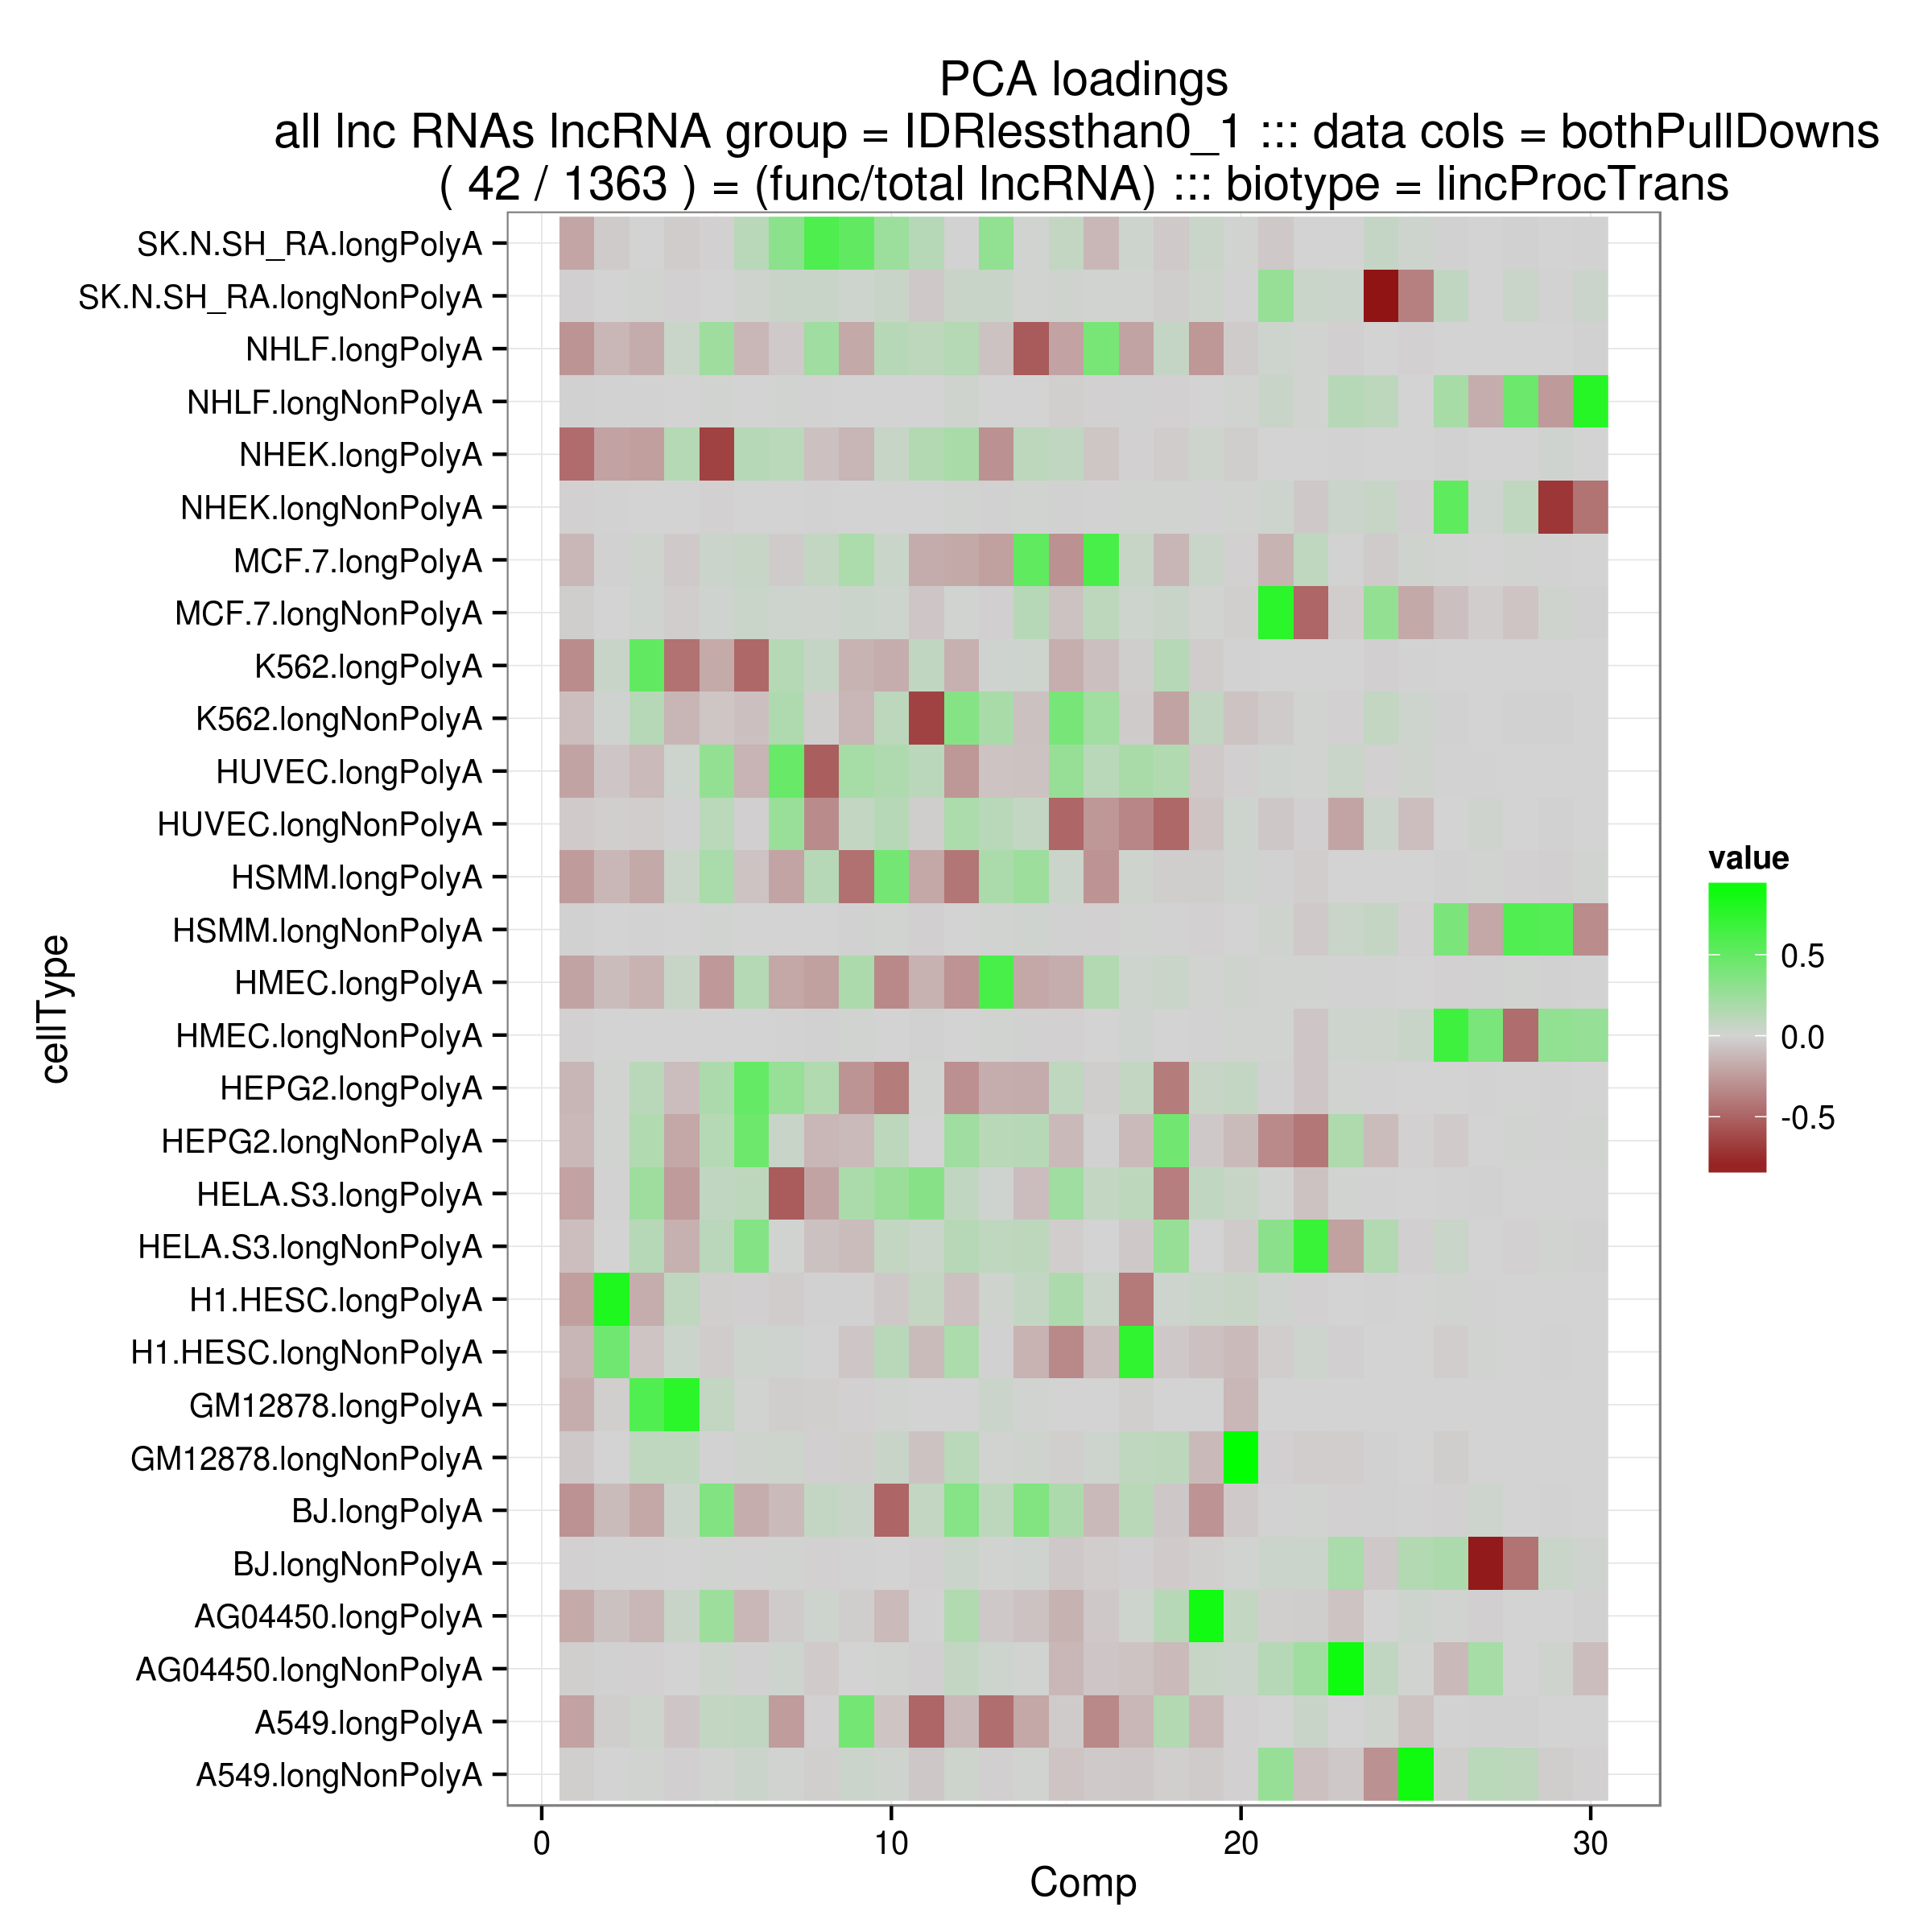 PCA loadings
all lnc RNAs lncRNA group = IDRlessthan0_1 ::: data cols = bothPullDowns
( 42 / 1363 ) = (func/total lncRNA) ::: biotype = lincProcTrans
SK.N.SH_RA.longPolyA
SK.N.SH_RA.longNonPolyA
NHLF.longPolyA
NHLF.longNonPolyA
NHEK.longPolyA
NHEK.longNonPolyA
MCF.7.longPolyA
MCF.7.longNonPolyA
K562.longPolyA
K562.longNonPolyA
HUVEC.longPolyA
HUVEC.longNonPolyA
HSMM.longPolyA
HSMM.longNonPolyA
HMEC.longPolyA
HMEC.longNonPolyA
HEPG2.longPolyA
HEPG2.longNonPolyA
HELA.S3.longPolyA
HELA.S3.longNonPolyA
H1.HESC.longPolyA
H1.HESC.longNonPolyA
GM12878.longPolyA
GM12878.longNonPolyA
BJ.longPolyA
BJ.longNonPolyA
AG04450.longPolyA
AG04450.longNonPolyA
A549.longPolyA
A549.longNonPolyA
cellType
0 10 20 30
Comp
value
0.5
0.0
-0.5